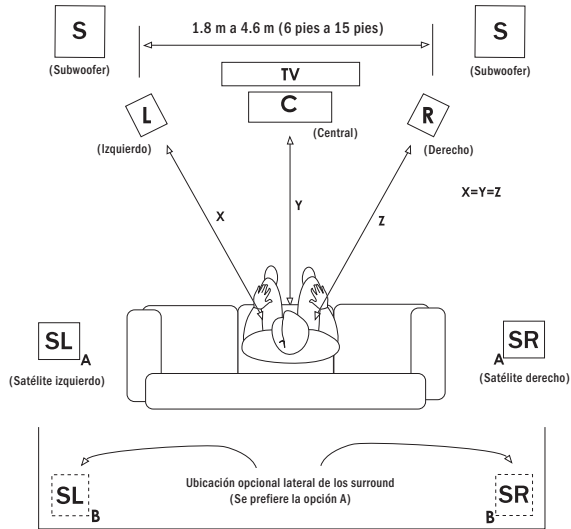 S
(Subwoofer)
1.8 m a 4.6 m (6 pies a 15 pies)
S
(Subwoofer)
TV
C
(Central)
L
(Izquierdo)
R
(Derecho)
X=Y=Z
X
Y
Z
SL
A
(Satélite izquierdo)
SR
A
(Satélite derecho)
Ubicación opcional lateral de los surround
(Se prefiere la opción A)
SL
B
SR
B